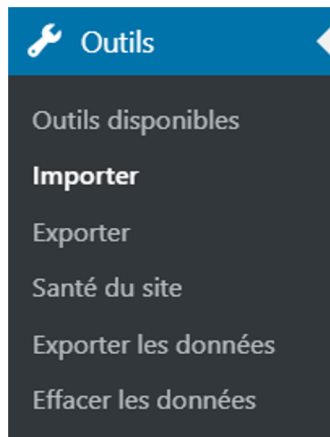 Outils
Outils disponibles
Importer
Exporter
Santé du site
Exporter les données
Effacer les données